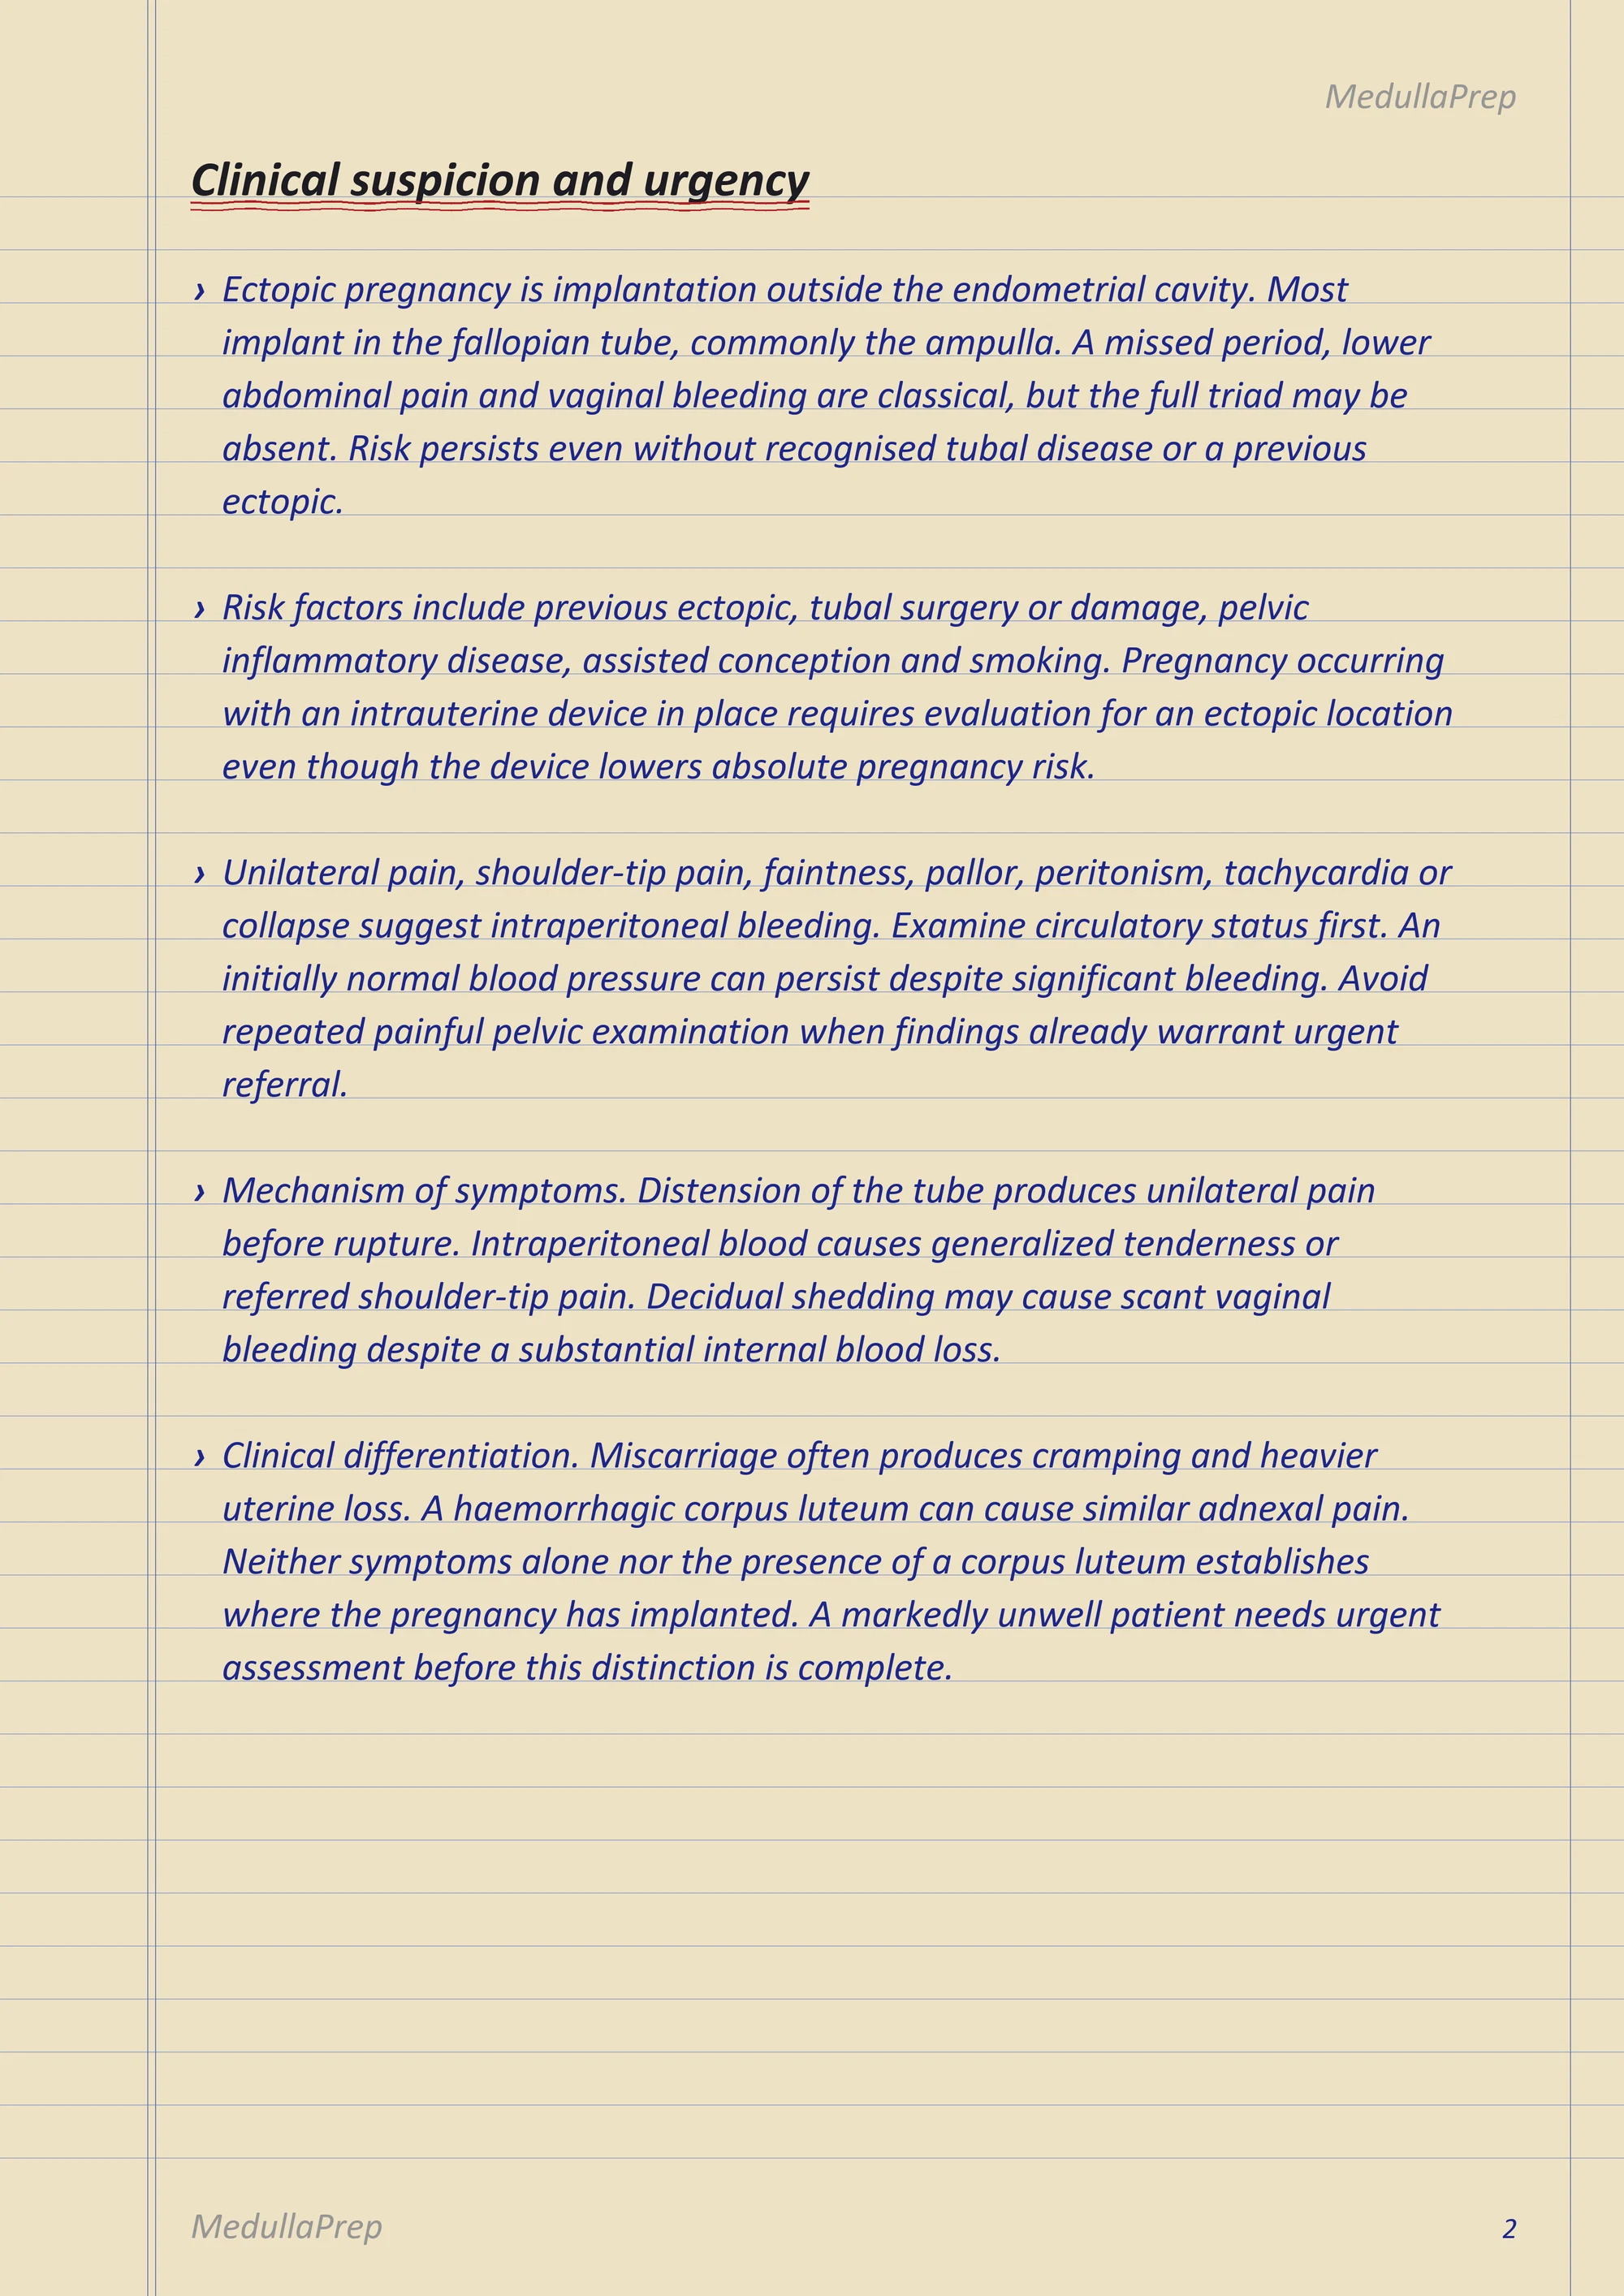 MedullaPrep
Clinical suspicion and urgency
› Ectopic pregnancy is implantation outside the endometrial cavity. Most
implant in the fallopian tube, commonly the ampulla. A missed period, lower
abdominal pain and vaginal bleeding are classical, but the full triad may be
absent. Risk persists even without recognised tubal disease or a previous
ectopic.
› Risk factors include previous ectopic, tubal surgery or damage, pelvic
inflammatory disease, assisted conception and smoking. Pregnancy occurring
with an intrauterine device in place requires evaluation for an ectopic location
even though the device lowers absolute pregnancy risk.
› Unilateral pain, shoulder-tip pain, faintness, pallor, peritonism, tachycardia or
collapse suggest intraperitoneal bleeding. Examine circulatory status first. An
initially normal blood pressure can persist despite significant bleeding. Avoid
repeated painful pelvic examination when findings already warrant urgent
referral.
› Mechanism of symptoms. Distension of the tube produces unilateral pain
before rupture. Intraperitoneal blood causes generalized tenderness or
referred shoulder-tip pain. Decidual shedding may cause scant vaginal
bleeding despite a substantial internal blood loss.
› Clinical differentiation. Miscarriage often produces cramping and heavier
uterine loss. A haemorrhagic corpus luteum can cause similar adnexal pain.
Neither symptoms alone nor the presence of a corpus luteum establishes
where the pregnancy has implanted. A markedly unwell patient needs urgent
assessment before this distinction is complete.
MedullaPrep
2